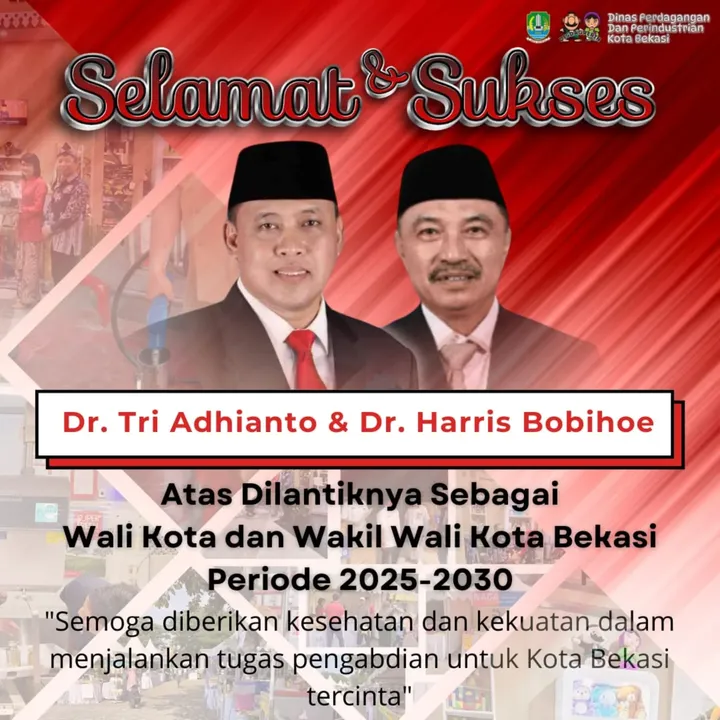 Dinas Perdagangan
Dan Perindustrian
Kota Bekasi
Selamat & Sukses
Dr. Tri Adhianto & Dr. Harris Bobihoe
Atas Dilantiknya Sebagai
Wali Kota dan Wakil Wali Kota Bekasi
Periode 2025-2030
"Semoga diberikan kesehatan dan kekuatan dalam
menjalankan tugas pengabdian untuk Kota Bekasi
tercinta"